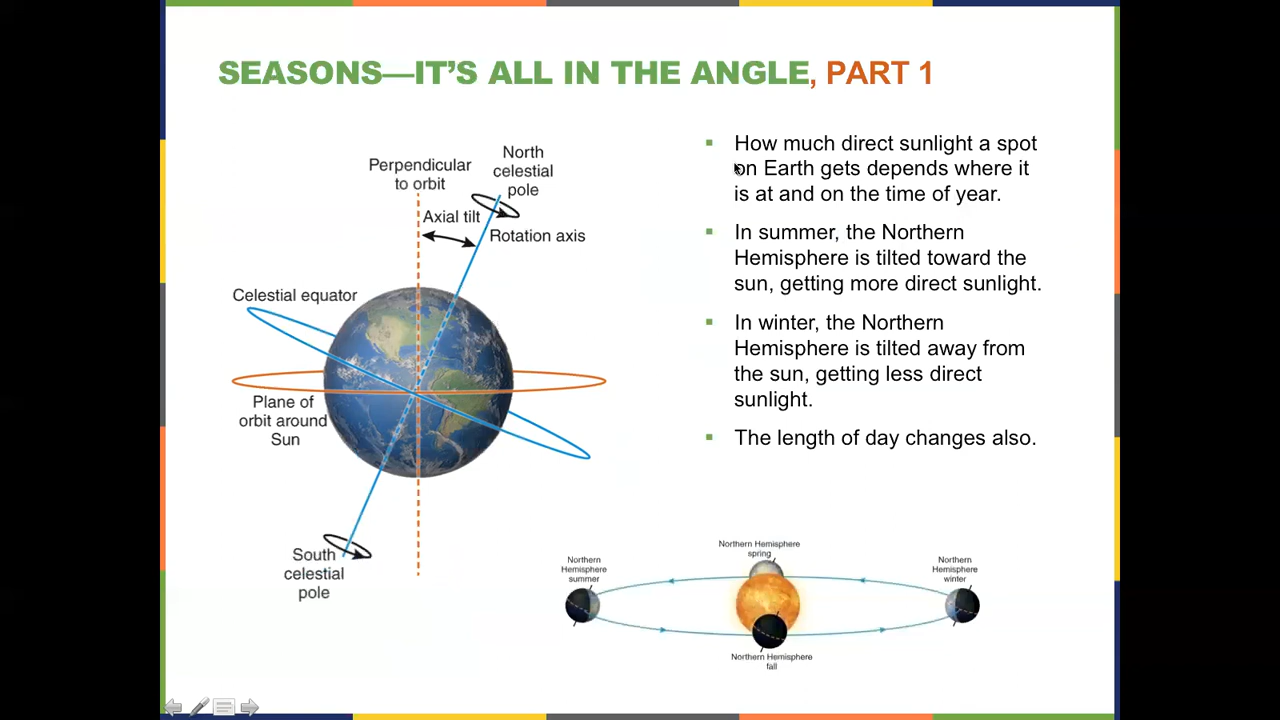 SEASONS—IT'S ALL IN THE ANGLE, PART 1
Perpendicular
to orbit
North
celestial
pole
Axial tilt
Rotation axis
Celestial equator
Plane of
orbit around
Sun
South
celestial
pole
How much direct sunlight a spot
on Earth gets depends where it
is at and on the time of year.
In summer, the Northern
Hemisphere is tilted toward the
sun, getting more direct sunlight.
In winter, the Northern
Hemisphere is tilted away from
the sun, getting less direct
sunlight.
The length of day changes also.
Northern Hemisphere
spring
Northern
Hemisphere
summer
Northern
Hemisphere
winter
Northern Hemisphere
fall